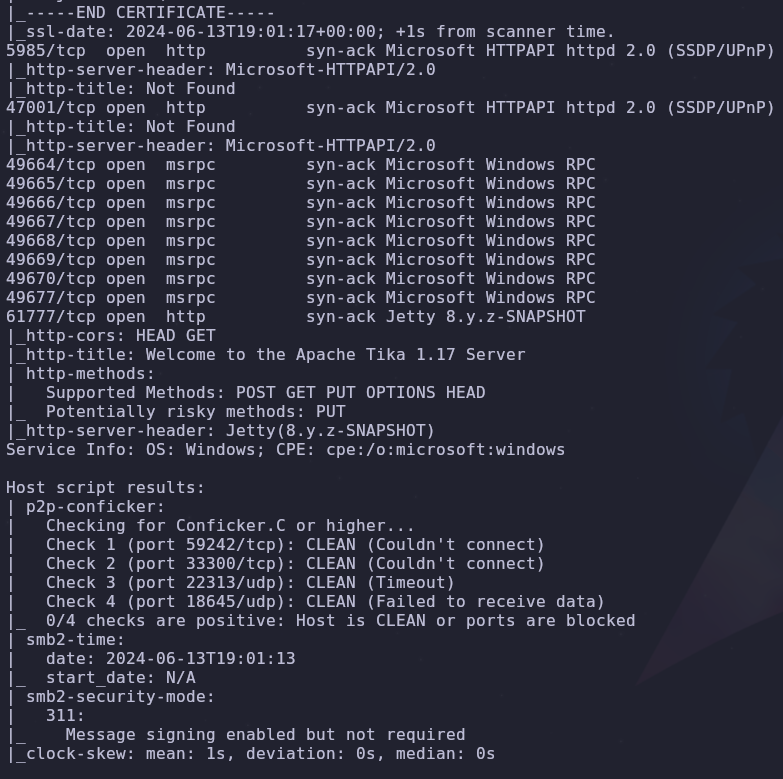 |_-----END CERTIFICATE-----
|_ssl-date: 2024-06-13T19:01:17+00:00; +1s from scanner time.
5985/tcp  open  http          syn-ack Microsoft HTTPAPI httpd 2.0 (SSDP/UPnP)
|_http-server-header: Microsoft-HTTPAPI/2.0
|_http-title: Not Found
47001/tcp open  http          syn-ack Microsoft HTTPAPI httpd 2.0 (SSDP/UPnP)
|_http-title: Not Found
|_http-server-header: Microsoft-HTTPAPI/2.0
49664/tcp open  msrpc         syn-ack Microsoft Windows RPC
49665/tcp open  msrpc         syn-ack Microsoft Windows RPC
49666/tcp open  msrpc         syn-ack Microsoft Windows RPC
49667/tcp open  msrpc         syn-ack Microsoft Windows RPC
49668/tcp open  msrpc         syn-ack Microsoft Windows RPC
49669/tcp open  msrpc         syn-ack Microsoft Windows RPC
49670/tcp open  msrpc         syn-ack Microsoft Windows RPC
49677/tcp open  msrpc         syn-ack Microsoft Windows RPC
61777/tcp open  http          syn-ack Jetty 8.y.z-SNAPSHOT
|_http-cors: HEAD GET
|_http-title: Welcome to the Apache Tika 1.17 Server
| http-methods:
|   Supported Methods: POST GET PUT OPTIONS HEAD
|_  Potentially risky methods: PUT
|_http-server-header: Jetty(8.y.z-SNAPSHOT)
Service Info: OS: Windows; CPE: cpe:/o:microsoft:windows

Host script results:
| p2p-conficker:
|   Checking for Conficker.C or higher...
|   Check 1 (port 59242/tcp): CLEAN (Couldn't connect)
|   Check 2 (port 33300/tcp): CLEAN (Couldn't connect)
|   Check 3 (port 22313/udp): CLEAN (Timeout)
|   Check 4 (port 18645/udp): CLEAN (Failed to receive data)
|_  0/4 checks are positive: Host is CLEAN or ports are blocked
| smb2-time:
|   date: 2024-06-13T19:01:13
|_  start_date: N/A
| smb2-security-mode:
|   311:
|_    Message signing enabled but not required
|_clock-skew: mean: 1s, deviation: 0s, median: 0s